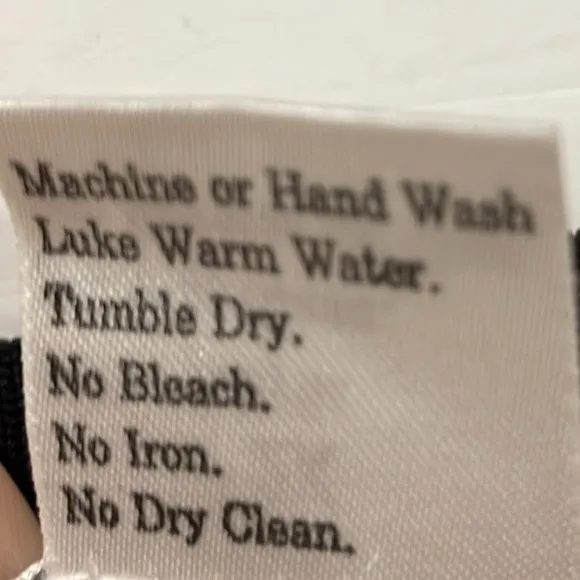 Machine or Hand Wash
Luke Warm Water.
Tumble Dry.
No Bleach.
No Iron.
No Dry Clean.